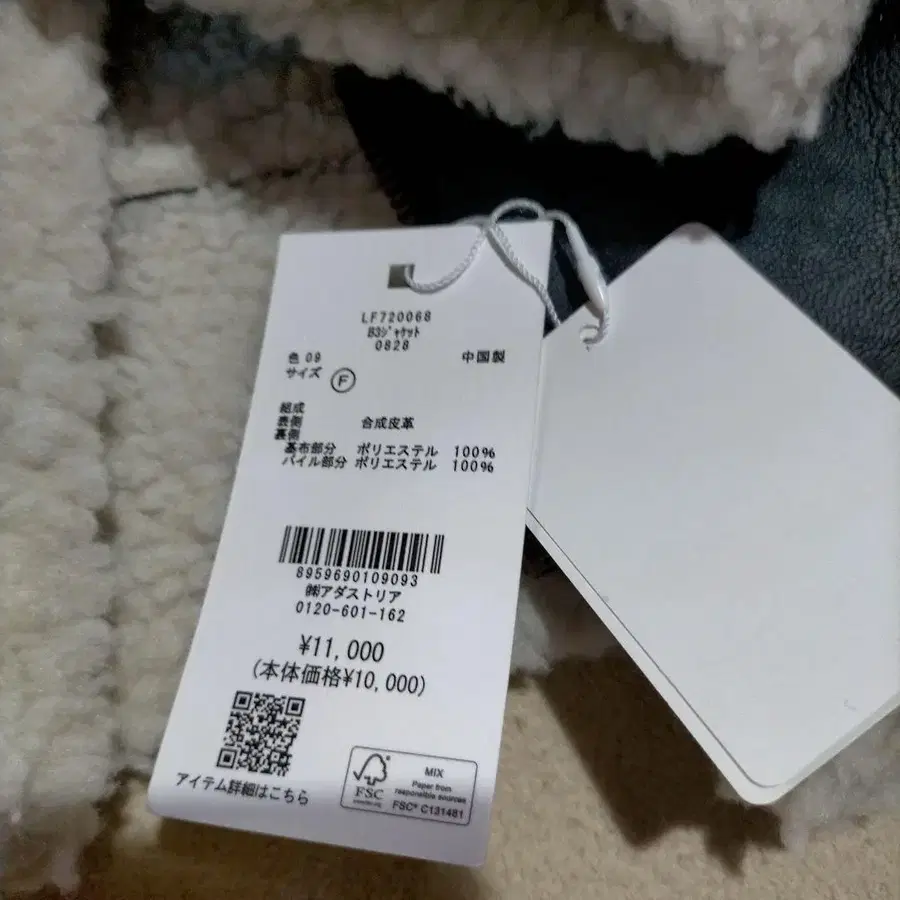 LF720068
B3ｼﾞｬｹｯﾄ
0828
色 09 中国製
サイズ F
組成
表側 合成皮革
裏側
基布部分 ポリエステル 100%
パイル部分 ポリエステル 100%
8959690109093
㈱アダストリア
0120-601-162
¥11,000
(本体価格¥10,000)
アイテム詳細はこちら
FSC
MIX
Paper from
responsible sources
FSC® C131481